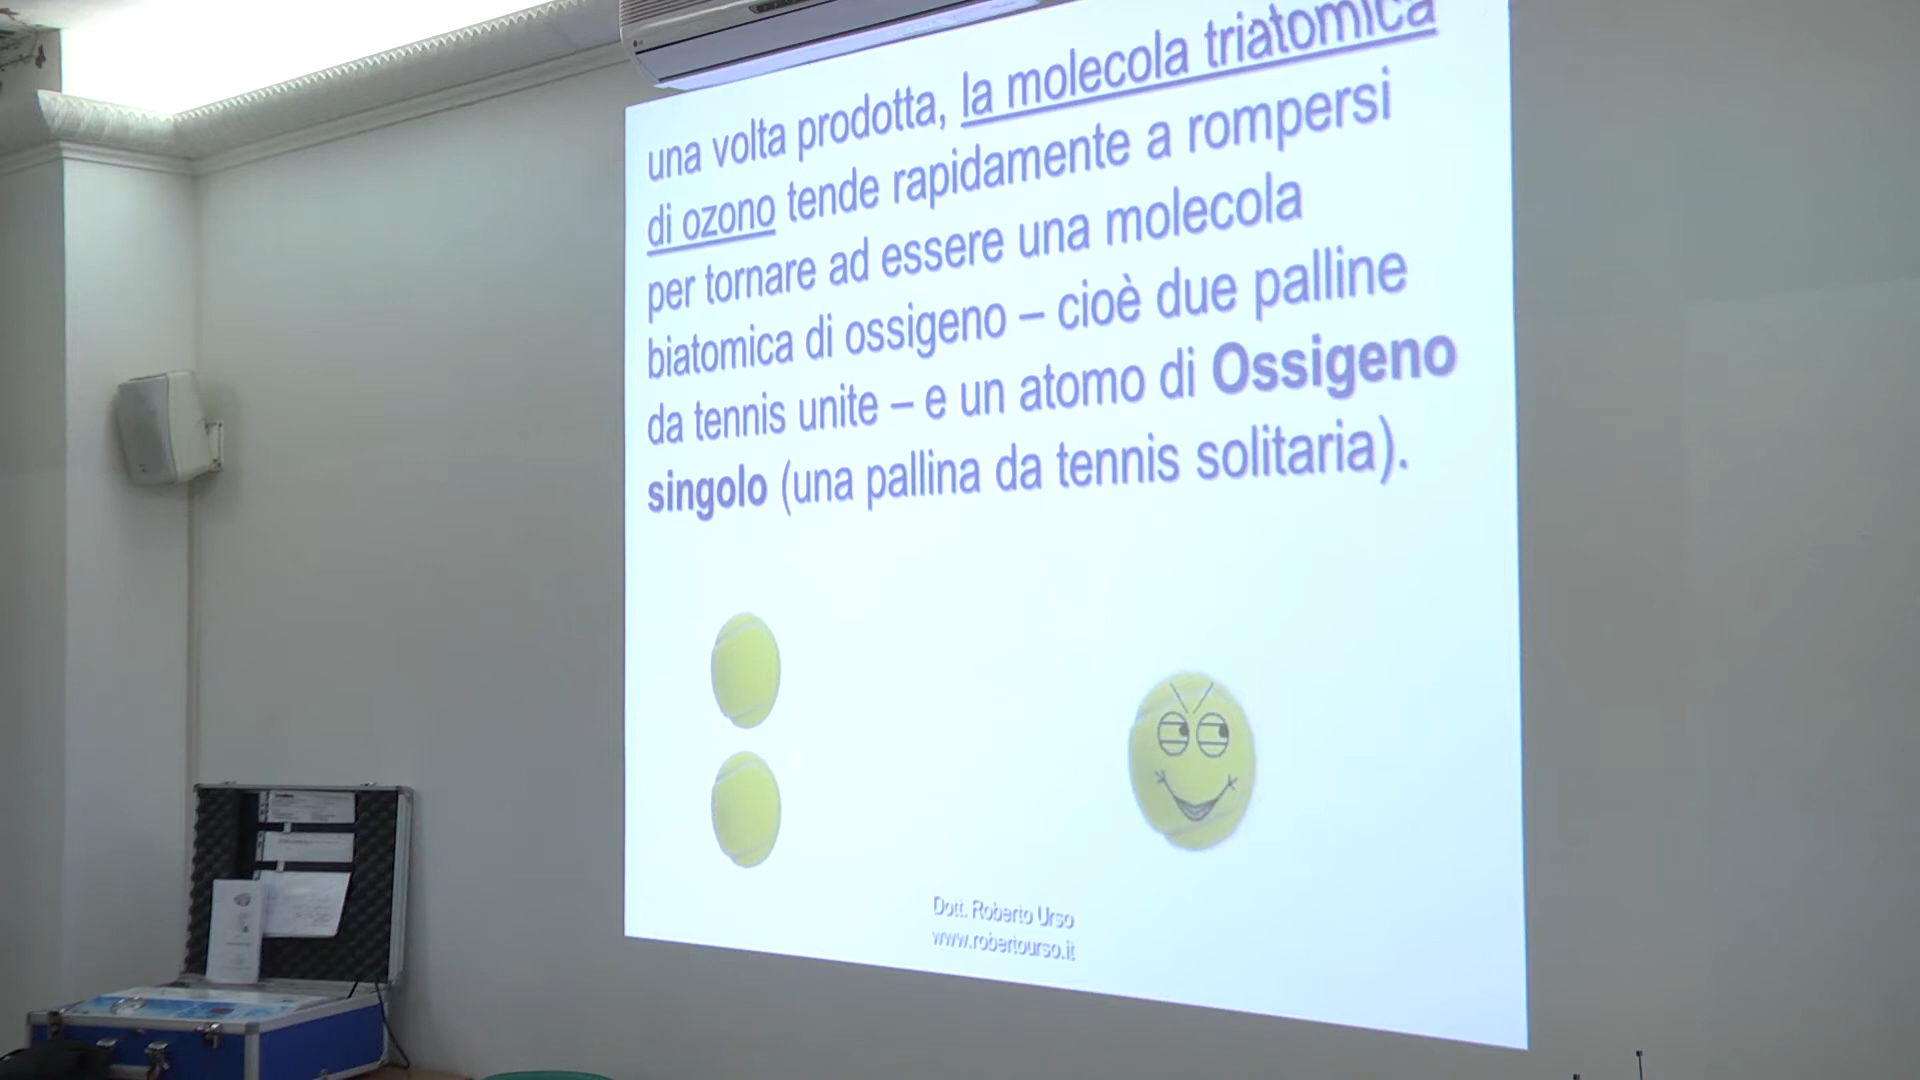 una volta prodotta, la molecola triatomica
di ozono tende rapidamente a rompersi
per tornare ad essere una molecola
biatomica di ossigeno – cioè due palline
da tennis unite – e un atomo di Ossigeno
singolo (una pallina da tennis solitaria).
Dott. Roberto Urso
www.robertourso.it